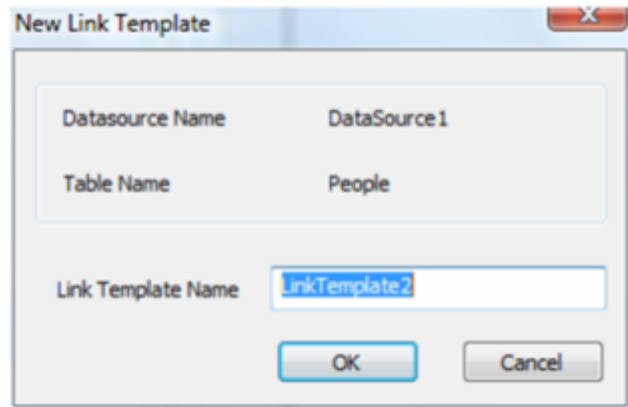 New Link Template
Datasource Name DataSource1
Table Name People
Link Template Name LinkTemplate2
OK Cancel